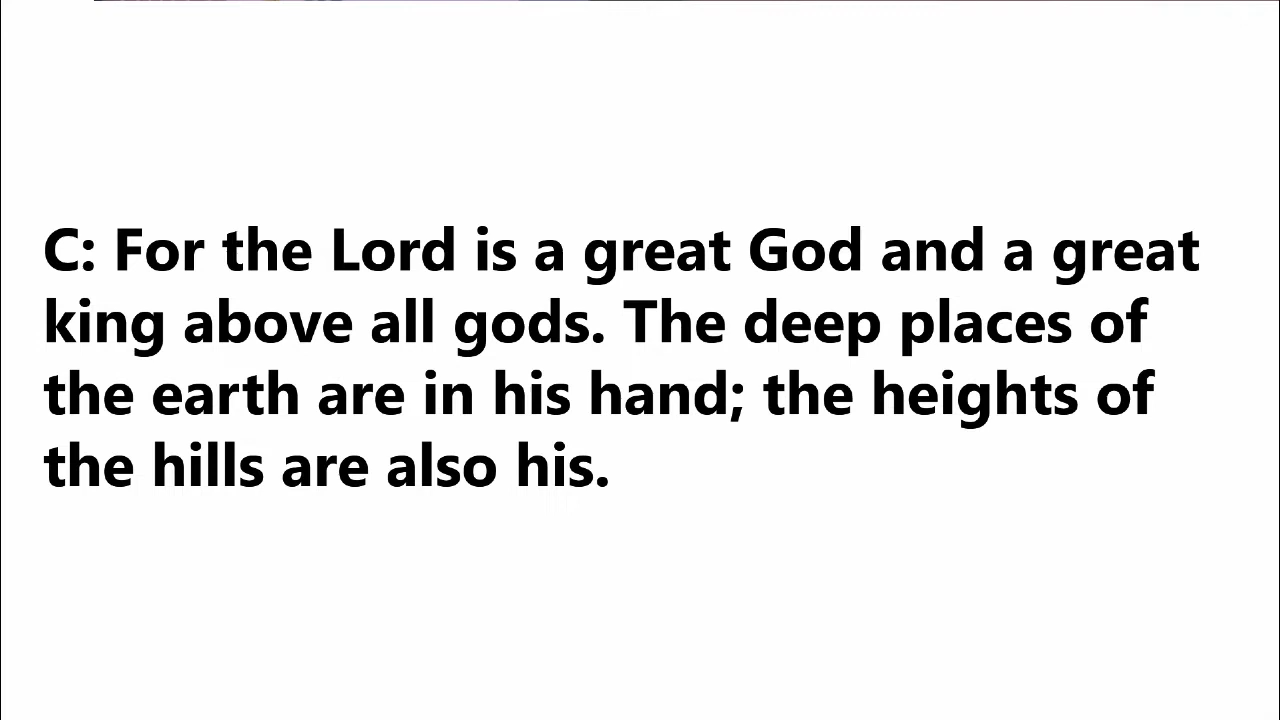 C: For the Lord is a great God and a great
king above all gods. The deep places of
the earth are in his hand; the heights of
the hills are also his.